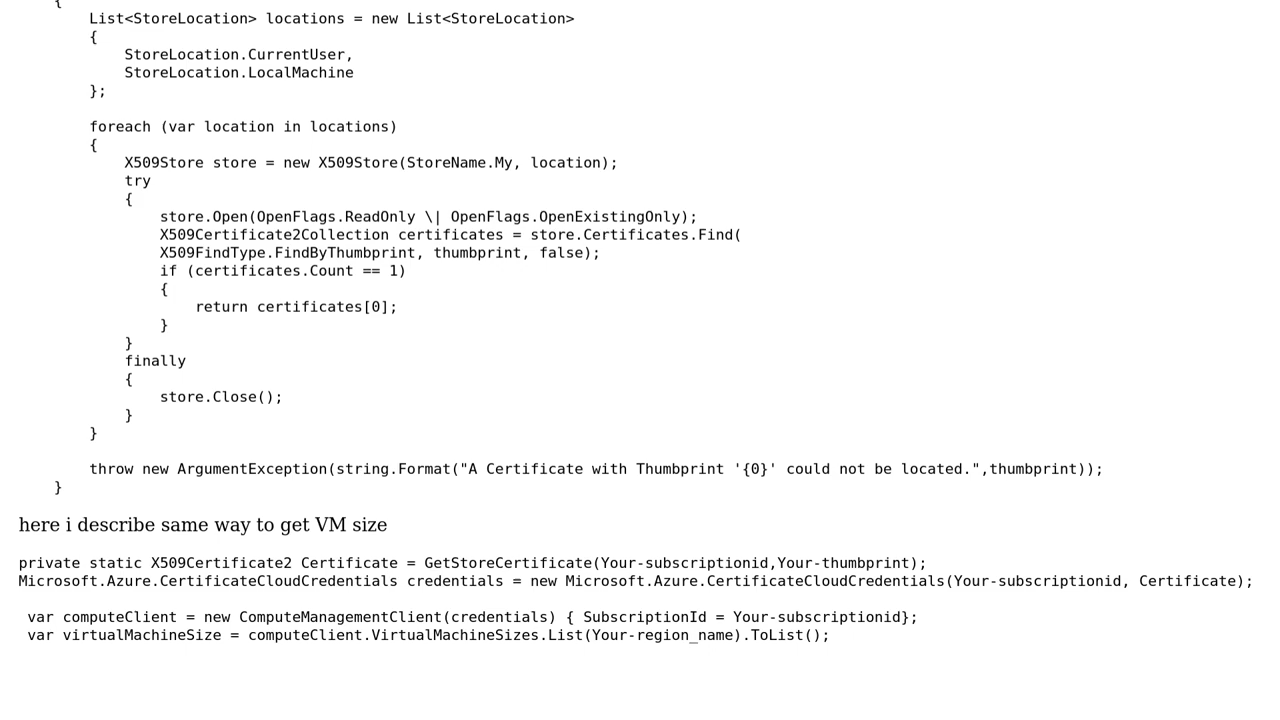 {
List<StoreLocation> locations = new List<StoreLocation>
{
StoreLocation.CurrentUser,
StoreLocation.LocalMachine
};
foreach (var location in locations)
{
X509Store store = new X509Store(StoreName.My, location);
try
{
store.Open(OpenFlags.ReadOnly \| OpenFlags.OpenExistingOnly);
X509Certificate2Collection certificates = store.Certificates.Find(
X509FindType.FindByThumbprint, thumbprint, false);
if (certificates.Count == 1)
{
return certificates[0];
}
}
finally
{
store.Close();
}
}
throw new ArgumentException(string.Format("A Certificate with Thumbprint '{0}' could not be located.",thumbprint));
}
here i describe same way to get VM size
private static X509Certificate2 Certificate = GetStoreCertificate(Your-subscriptionid,Your-thumbprint);
Microsoft.Azure.CertificateCloudCredentials credentials = new Microsoft.Azure.CertificateCloudCredentials(Your-subscriptionid, Certificate);
var computeClient = new ComputeManagementClient(credentials) { SubscriptionId = Your-subscriptionid};
var virtualMachineSize = computeClient.VirtualMachineSizes.List(Your-region_name).ToList();